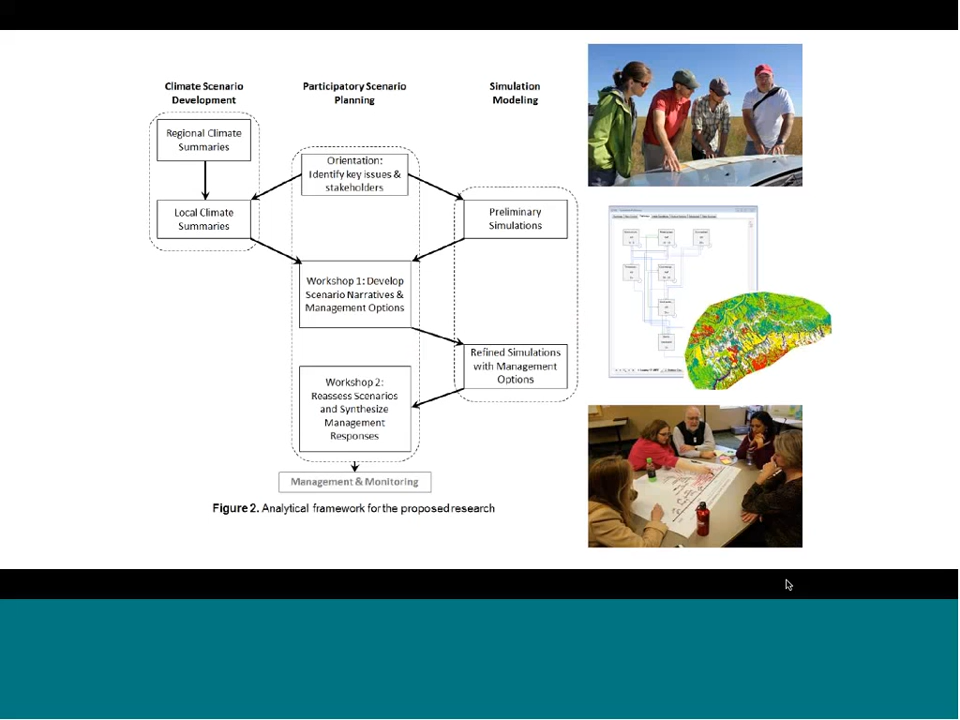 Climate Scenario
Development
Participatory Scenario
Planning
Simulation
Modeling
Regional Climate
Summaries
Orientation:
Identify key issues &
stakeholders
Local Climate
Summaries
Preliminary
Simulations
Workshop 1: Develop
Scenario Narratives &
Management Options
Refined Simulations
with Management
Options
Workshop 2:
Reassess Scenarios
and Synthesize
Management
Responses
Management & Monitoring
Figure 2. Analytical framework for the proposed research